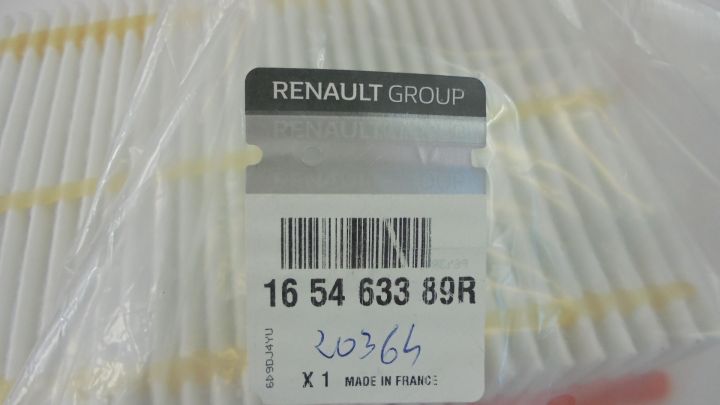 RENAULT GROUP
16 54 633 89R
20364
X 1 MADE IN FRANCE